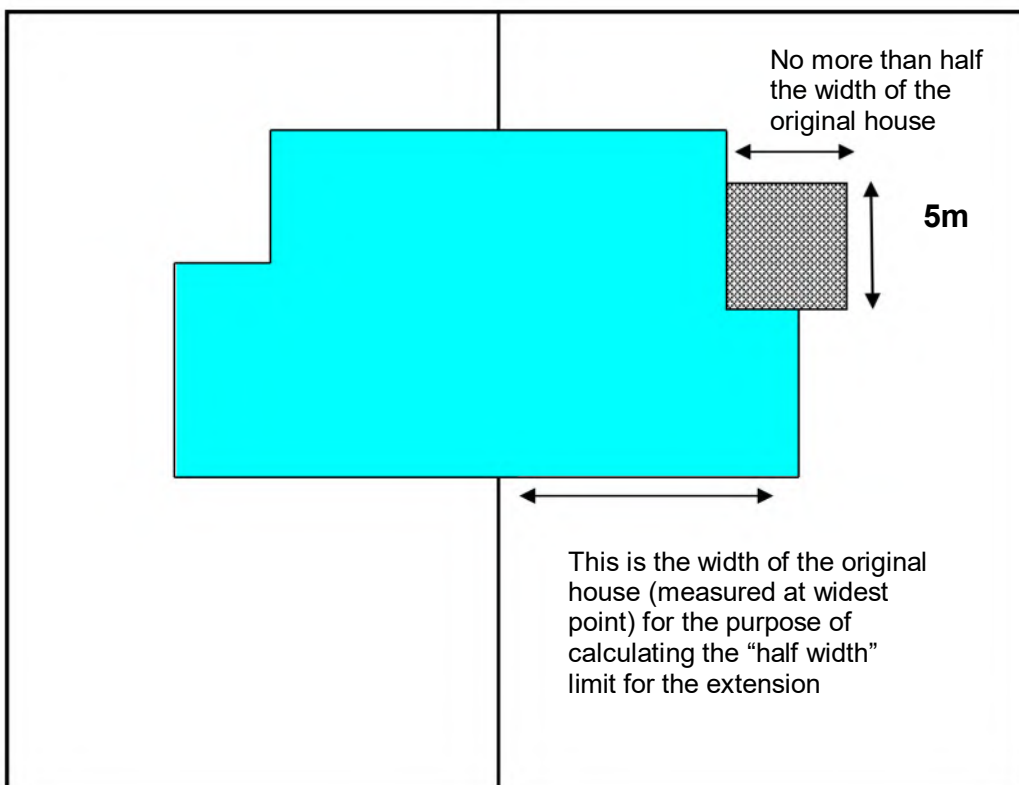 No more than half
the width of the
original house
5m
This is the width of the original
house (measured at widest
point) for the purpose of
calculating the “half width”
limit for the extension